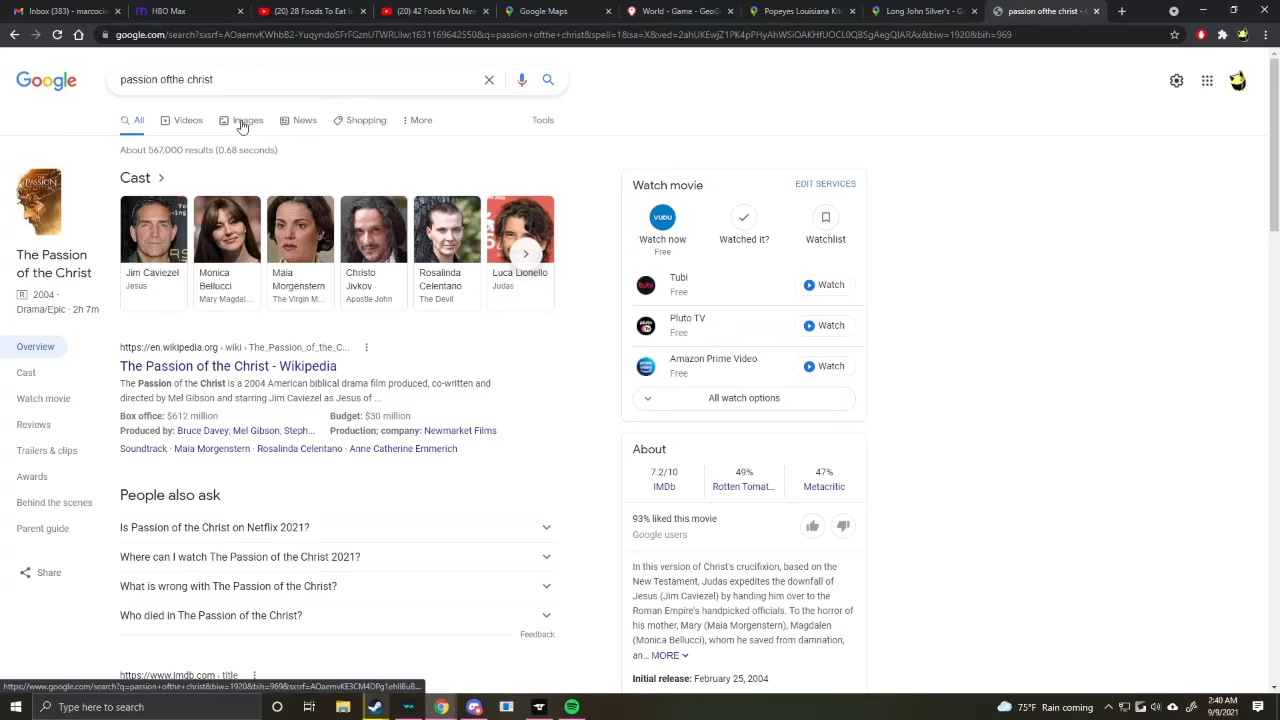 Inbox (383) - marcocin
HBO Max
(20) 28 Foods To Eat I
(20) 42 Foods You Nee
Google Maps
World - Game - GeoG
Popeyes Louisiana Kit
Long John Silver's - Go
passion ofthe christ -
google.com/search?sxsrf=AOaemvKWhb2-YuqyndoSFrFGznUTWRUlw:1631169642550&q=passion+of+the+christ&spell=1&sa=X&ved=2ahUKEwjZ1PK4pPHyAhWSiOAKHfUOCL0QBSgAegQIARAx&biw=1920&bih=969
Google
passion ofthe christ
All
Videos
Images
News
Shopping
More
Tools
About 567,000 results (0.68 seconds)
THE PASSION
The Passion
of the Christ
R 2004 ·
Drama/Epic · 2h 7m
Overview
Cast
Watch movie
Reviews
Trailers & clips
Awards
Behind the scenes
Parent guide
Share
Cast
Jim Caviezel
Jesus
Monica
Bellucci
Mary Magdal...
Maia
Morgenstern
The Virgin M...
Christo
Jivkov
Apostle John
Rosalinda
Celentano
The Devil
Luca Lionello
Judas
https://en.wikipedia.org › wiki › The_Passion_of_the_C...
The Passion of the Christ - Wikipedia
The Passion of the Christ is a 2004 American biblical drama film produced, co-written and
directed by Mel Gibson and starring Jim Caviezel as Jesus of ...
Box office: $612 million
Budget: $30 million
Produced by: Bruce Davey; Mel Gibson; Steph...
Production; company: Newmarket Films
Soundtrack · Maia Morgenstern · Rosalinda Celentano · Anne Catherine Emmerich
People also ask
Is Passion of the Christ on Netflix 2021?
Where can I watch The Passion of the Christ 2021?
What is wrong with The Passion of the Christ?
Who died in The Passion of the Christ?
Feedback
https://www.imdb.com › title
Watch movie
EDIT SERVICES
VUDU
Watch now
Free
Watched it?
Watchlist
Tubi
Free
Watch
Pluto TV
Free
Watch
Amazon Prime Video
Free
Watch
All watch options
About
7.2/10
IMDb
49%
Rotten Tomat...
47%
Metacritic
93% liked this movie
Google users
In this version of Christ's crucifixion, based on the
New Testament, Judas expedites the downfall of
Jesus (Jim Caviezel) by handing him over to the
Roman Empire's handpicked officials. To the horror of
his mother, Mary (Maia Morgenstern), Magdalen
(Monica Bellucci), whom he saved from damnation,
an... MORE
Initial release: February 25, 2004
Type here to search
75°F Rain coming
2:40 AM
9/9/2021